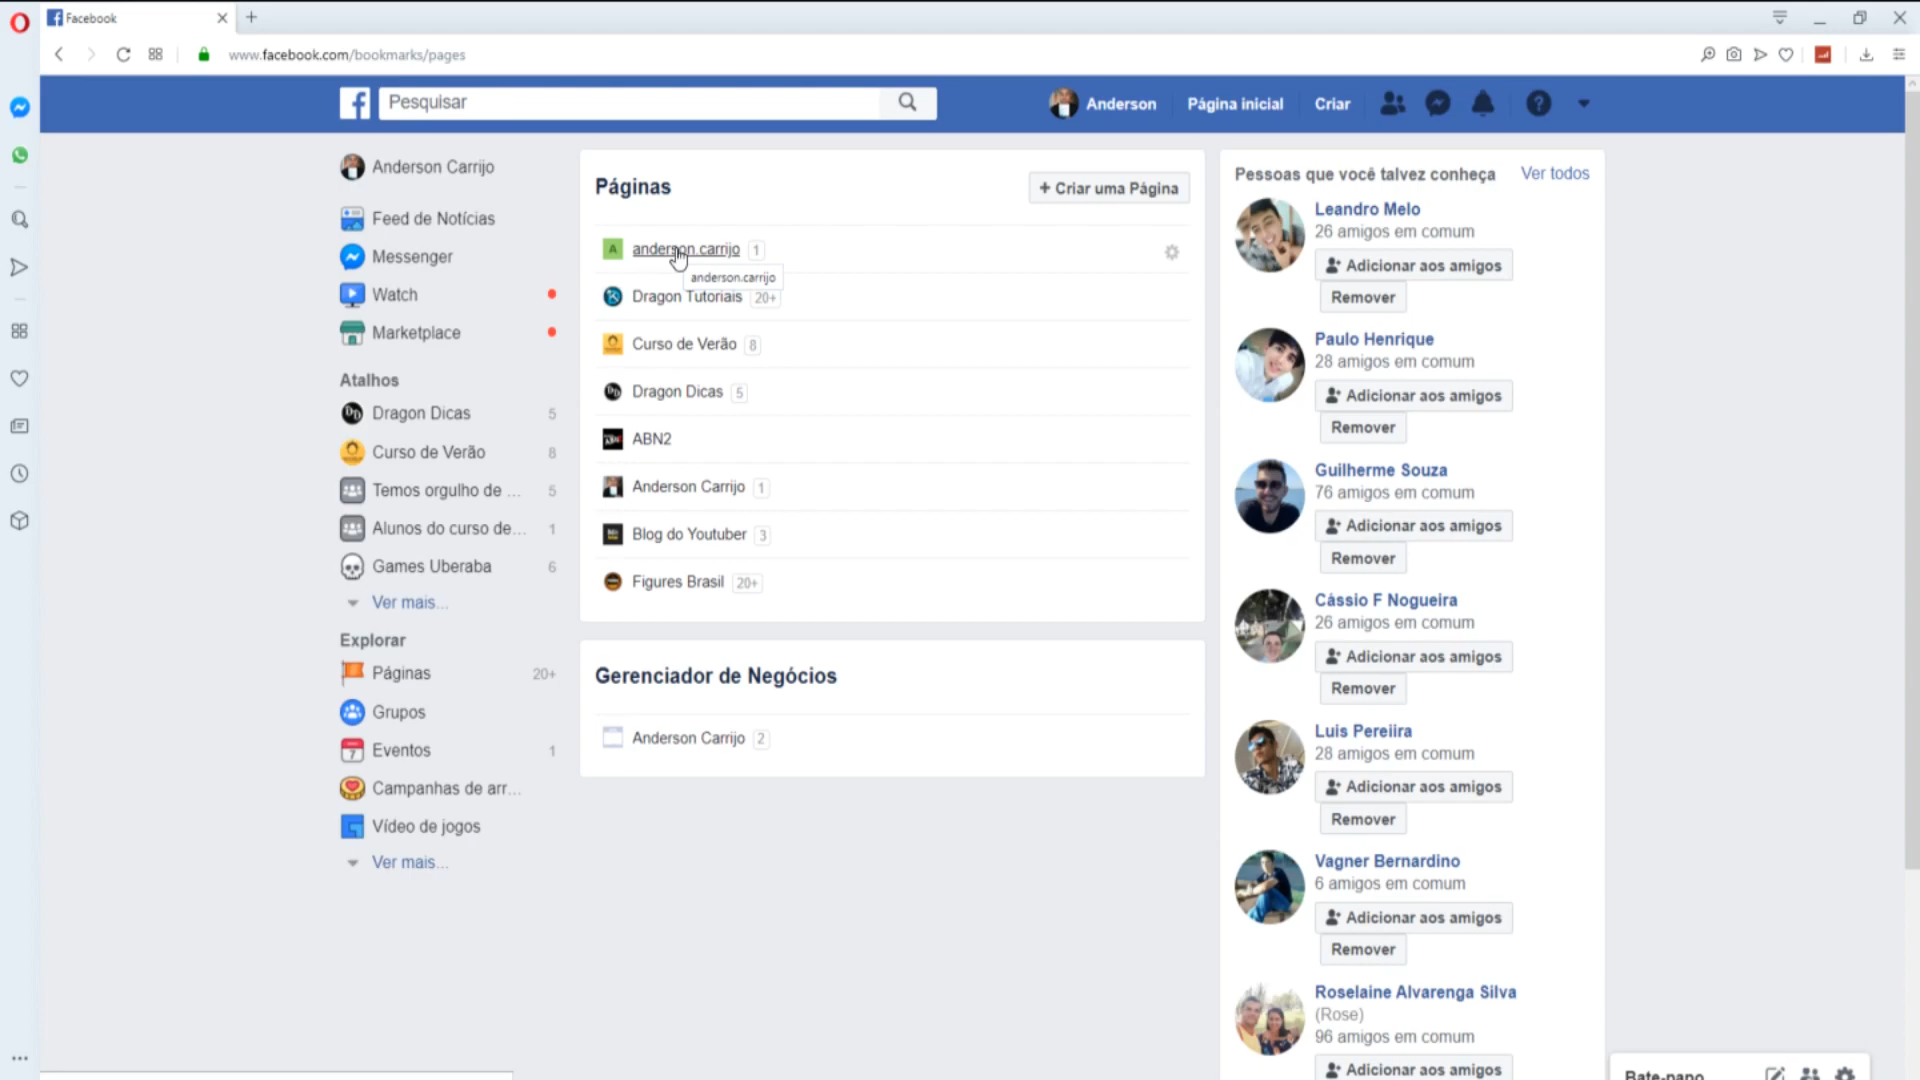 Facebook
www.facebook.com/bookmarks/pages
Pesquisar
Anderson
Página inicial
Criar
Anderson Carrijo
Feed de Notícias
Messenger
Watch
Marketplace
Atalhos
Dragon Dicas 5
Curso de Verão 8
Temos orgulho de ... 5
Alunos do curso de... 1
Games Uberaba 6
Ver mais...
Explorar
Páginas 20+
Grupos
7
Eventos 1
Campanhas de arr...
Vídeo de jogos
Ver mais...
Páginas
+ Criar uma Página
A
anderson.carrijo 1
anderson.carrijo
Dragon Tutoriais 20+
Curso de Verão 8
Dragon Dicas 5
ABN2
Anderson Carrijo 1
Blog do Youtuber 3
Figures Brasil 20+
Gerenciador de Negócios
Anderson Carrijo 2
Pessoas que você talvez conheça
Ver todos
Leandro Melo
26 amigos em comum
Adicionar aos amigos
Remover
Paulo Henrique
28 amigos em comum
Adicionar aos amigos
Remover
Guilherme Souza
76 amigos em comum
Adicionar aos amigos
Remover
Cássio F Nogueira
26 amigos em comum
Adicionar aos amigos
Remover
Luis Pereiira
28 amigos em comum
Adicionar aos amigos
Remover
Vagner Bernardino
6 amigos em comum
Adicionar aos amigos
Remover
Roselaine Alvarenga Silva
(Rose)
96 amigos em comum
Adicionar aos amigos
Bate-papo